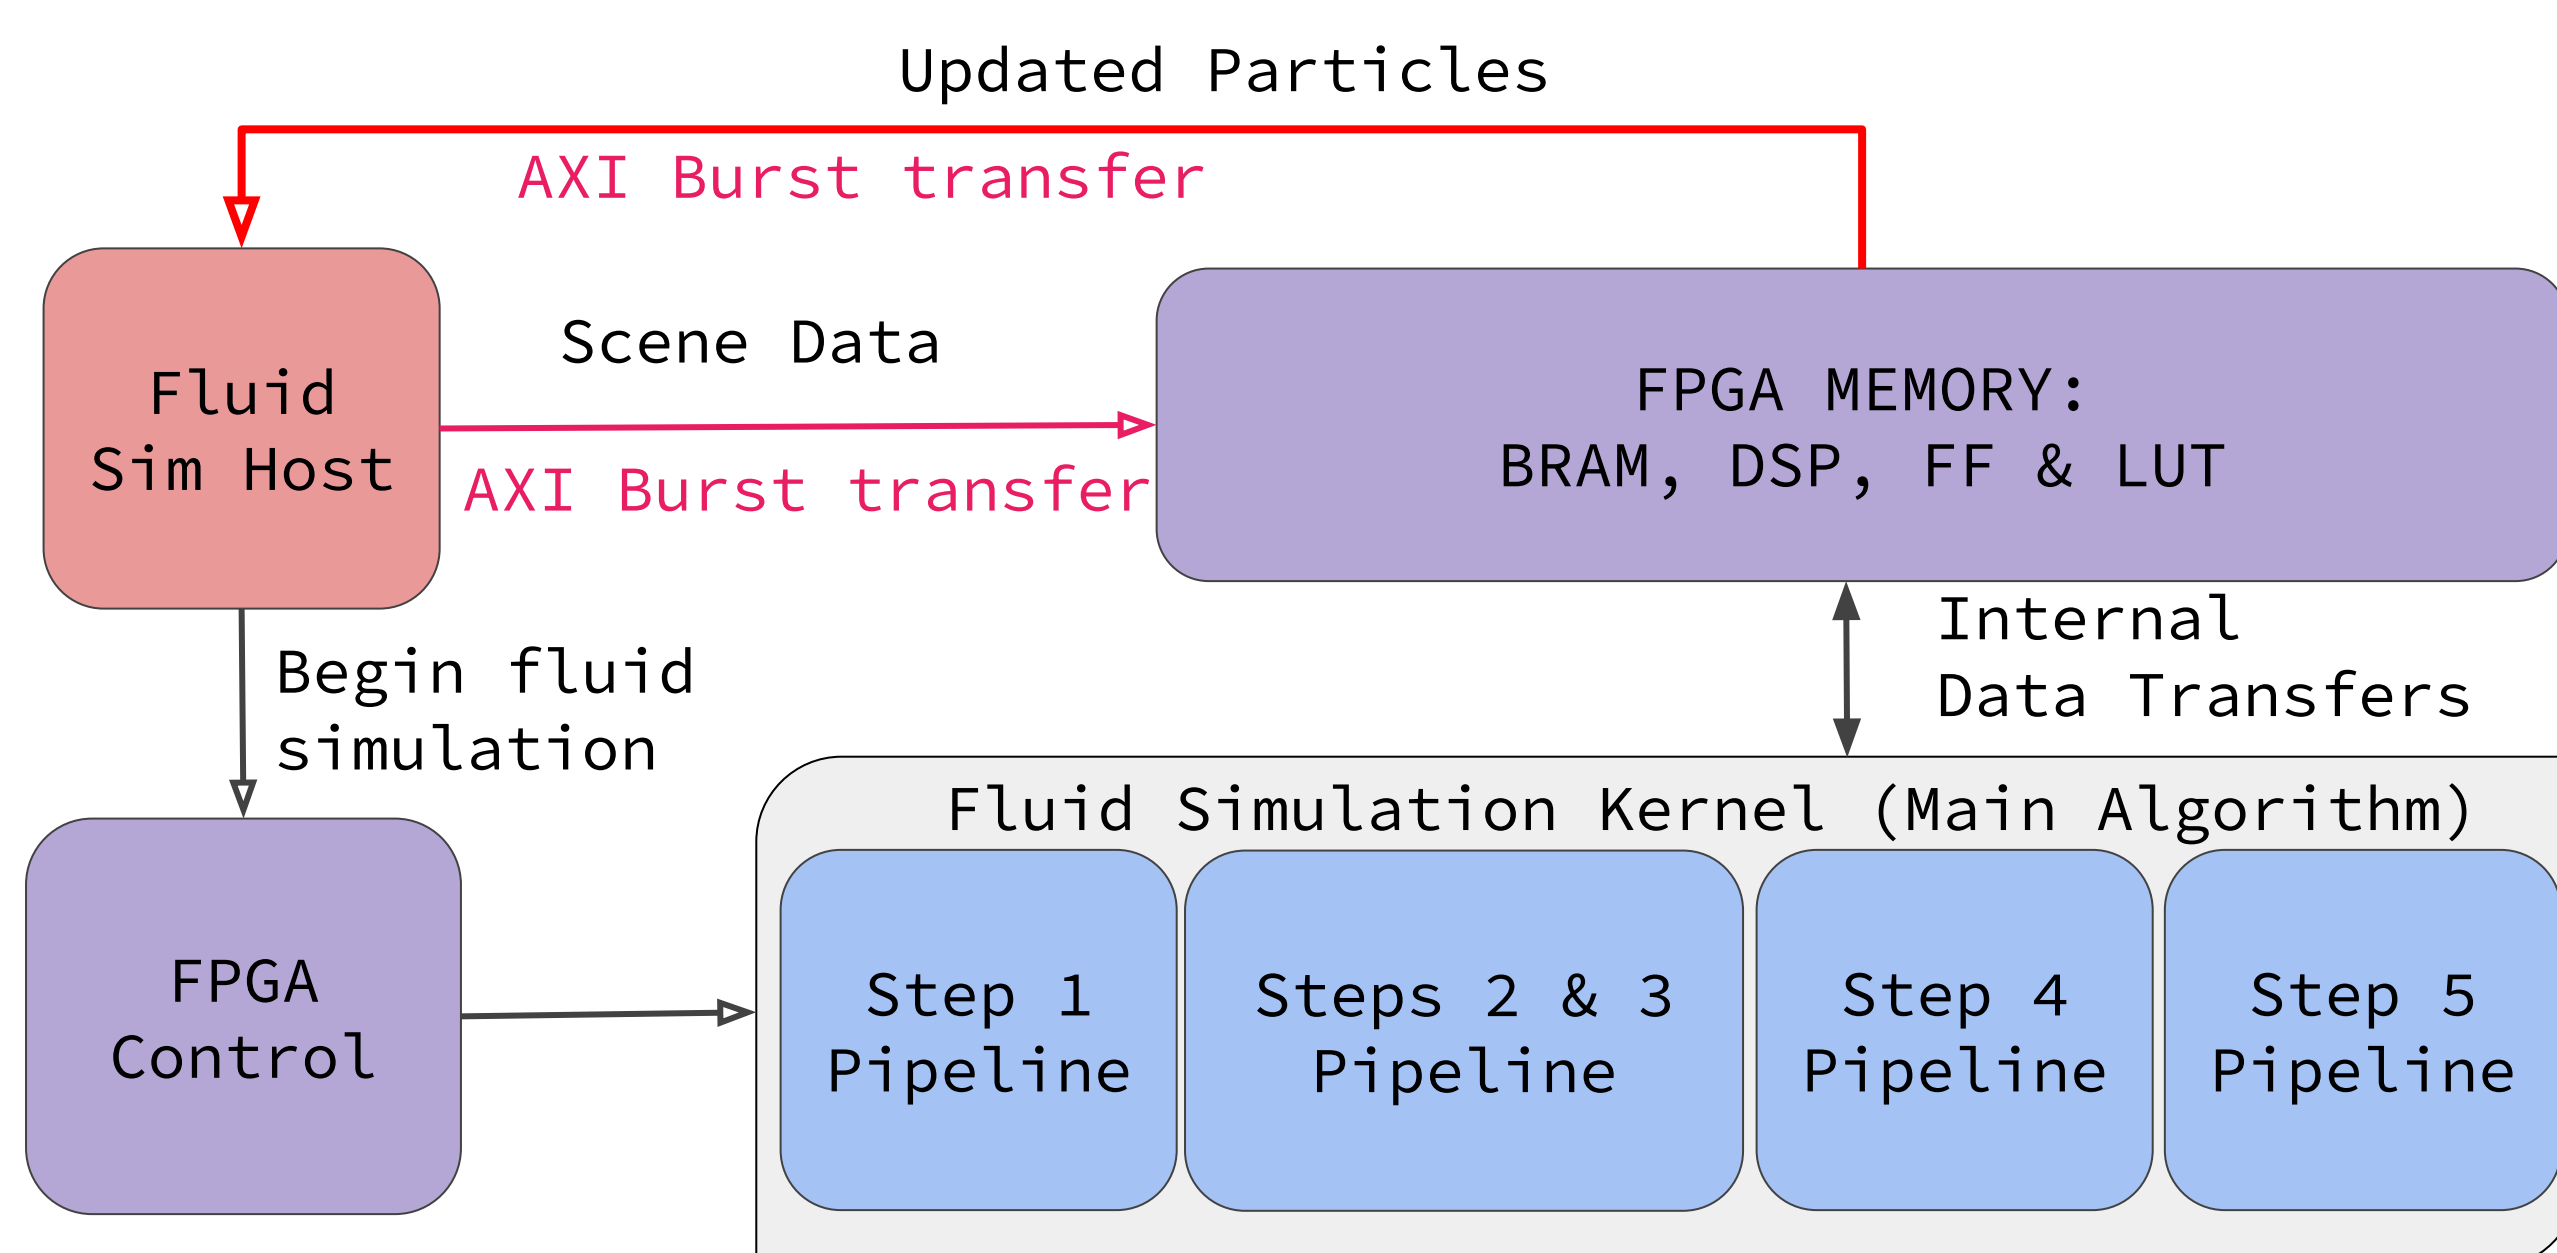 Updated Particles
AXI Burst transfer
Fluid
Sim Host
Scene Data
AXI Burst transfer
FPGA MEMORY:
BRAM, DSP, FF & LUT
Begin fluid
simulation
Internal
Data Transfers
FPGA
Control
Fluid Simulation Kernel (Main Algorithm)
Step 1
Pipeline
Steps 2 & 3
Pipeline
Step 4
Pipeline
Step 5
Pipeline